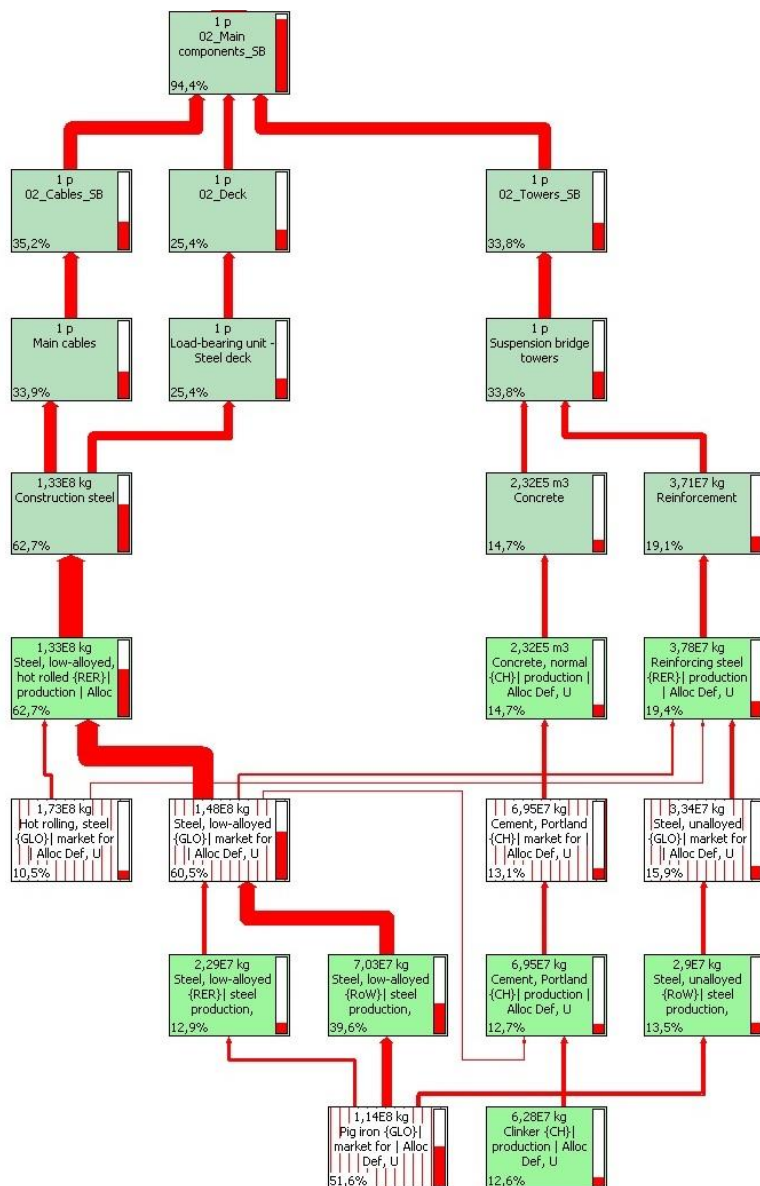 1 p
02_Main
components_SB
94,4%
1 p
02_Cables_SB
35,2%
1 p
02_Deck
25,4%
1 p
02_Towers_SB
33,8%
1 p
Main cables
33,9%
1 p
Load-bearing unit -
Steel deck
25,4%
1 p
Suspension bridge
towers
33,8%
1,33E8 kg
Construction steel
62,7%
2,32E5 m3
Concrete
14,7%
3,71E7 kg
Reinforcement
19,1%
1,33E8 kg
Steel, low-alloyed,
hot rolled {RER}|
production | Alloc
62,7%
2,32E5 m3
Concrete, normal
{CH}| production |
Alloc Def, U
14,7%
3,78E7 kg
Reinforcing steel
{RER}| production
| Alloc Def, U
19,4%
1,73E8 kg
Hot rolling, steel
{GLO}| market for
| Alloc Def, U
10,5%
1,48E8 kg
Steel, low-alloyed
{GLO}| market for
| Alloc Def, U
60,5%
6,95E7 kg
Cement, Portland
{CH}| market for |
Alloc Def, U
13,1%
3,34E7 kg
Steel, unalloyed
{GLO}| market for
| Alloc Def, U
15,9%
2,29E7 kg
Steel, low-alloyed
{RER}| steel
production,
12,9%
7,03E7 kg
Steel, low-alloyed
{RoW}| steel
production,
39,6%
6,95E7 kg
Cement, Portland
{CH}| production |
Alloc Def, U
12,7%
2,9E7 kg
Steel, unalloyed
{RoW}| steel
production,
13,5%
1,14E8 kg
Pig iron {GLO}|
market for | Alloc
Def, U
51,6%
6,28E7 kg
Clinker {CH}|
production | Alloc
Def, U
12,6%